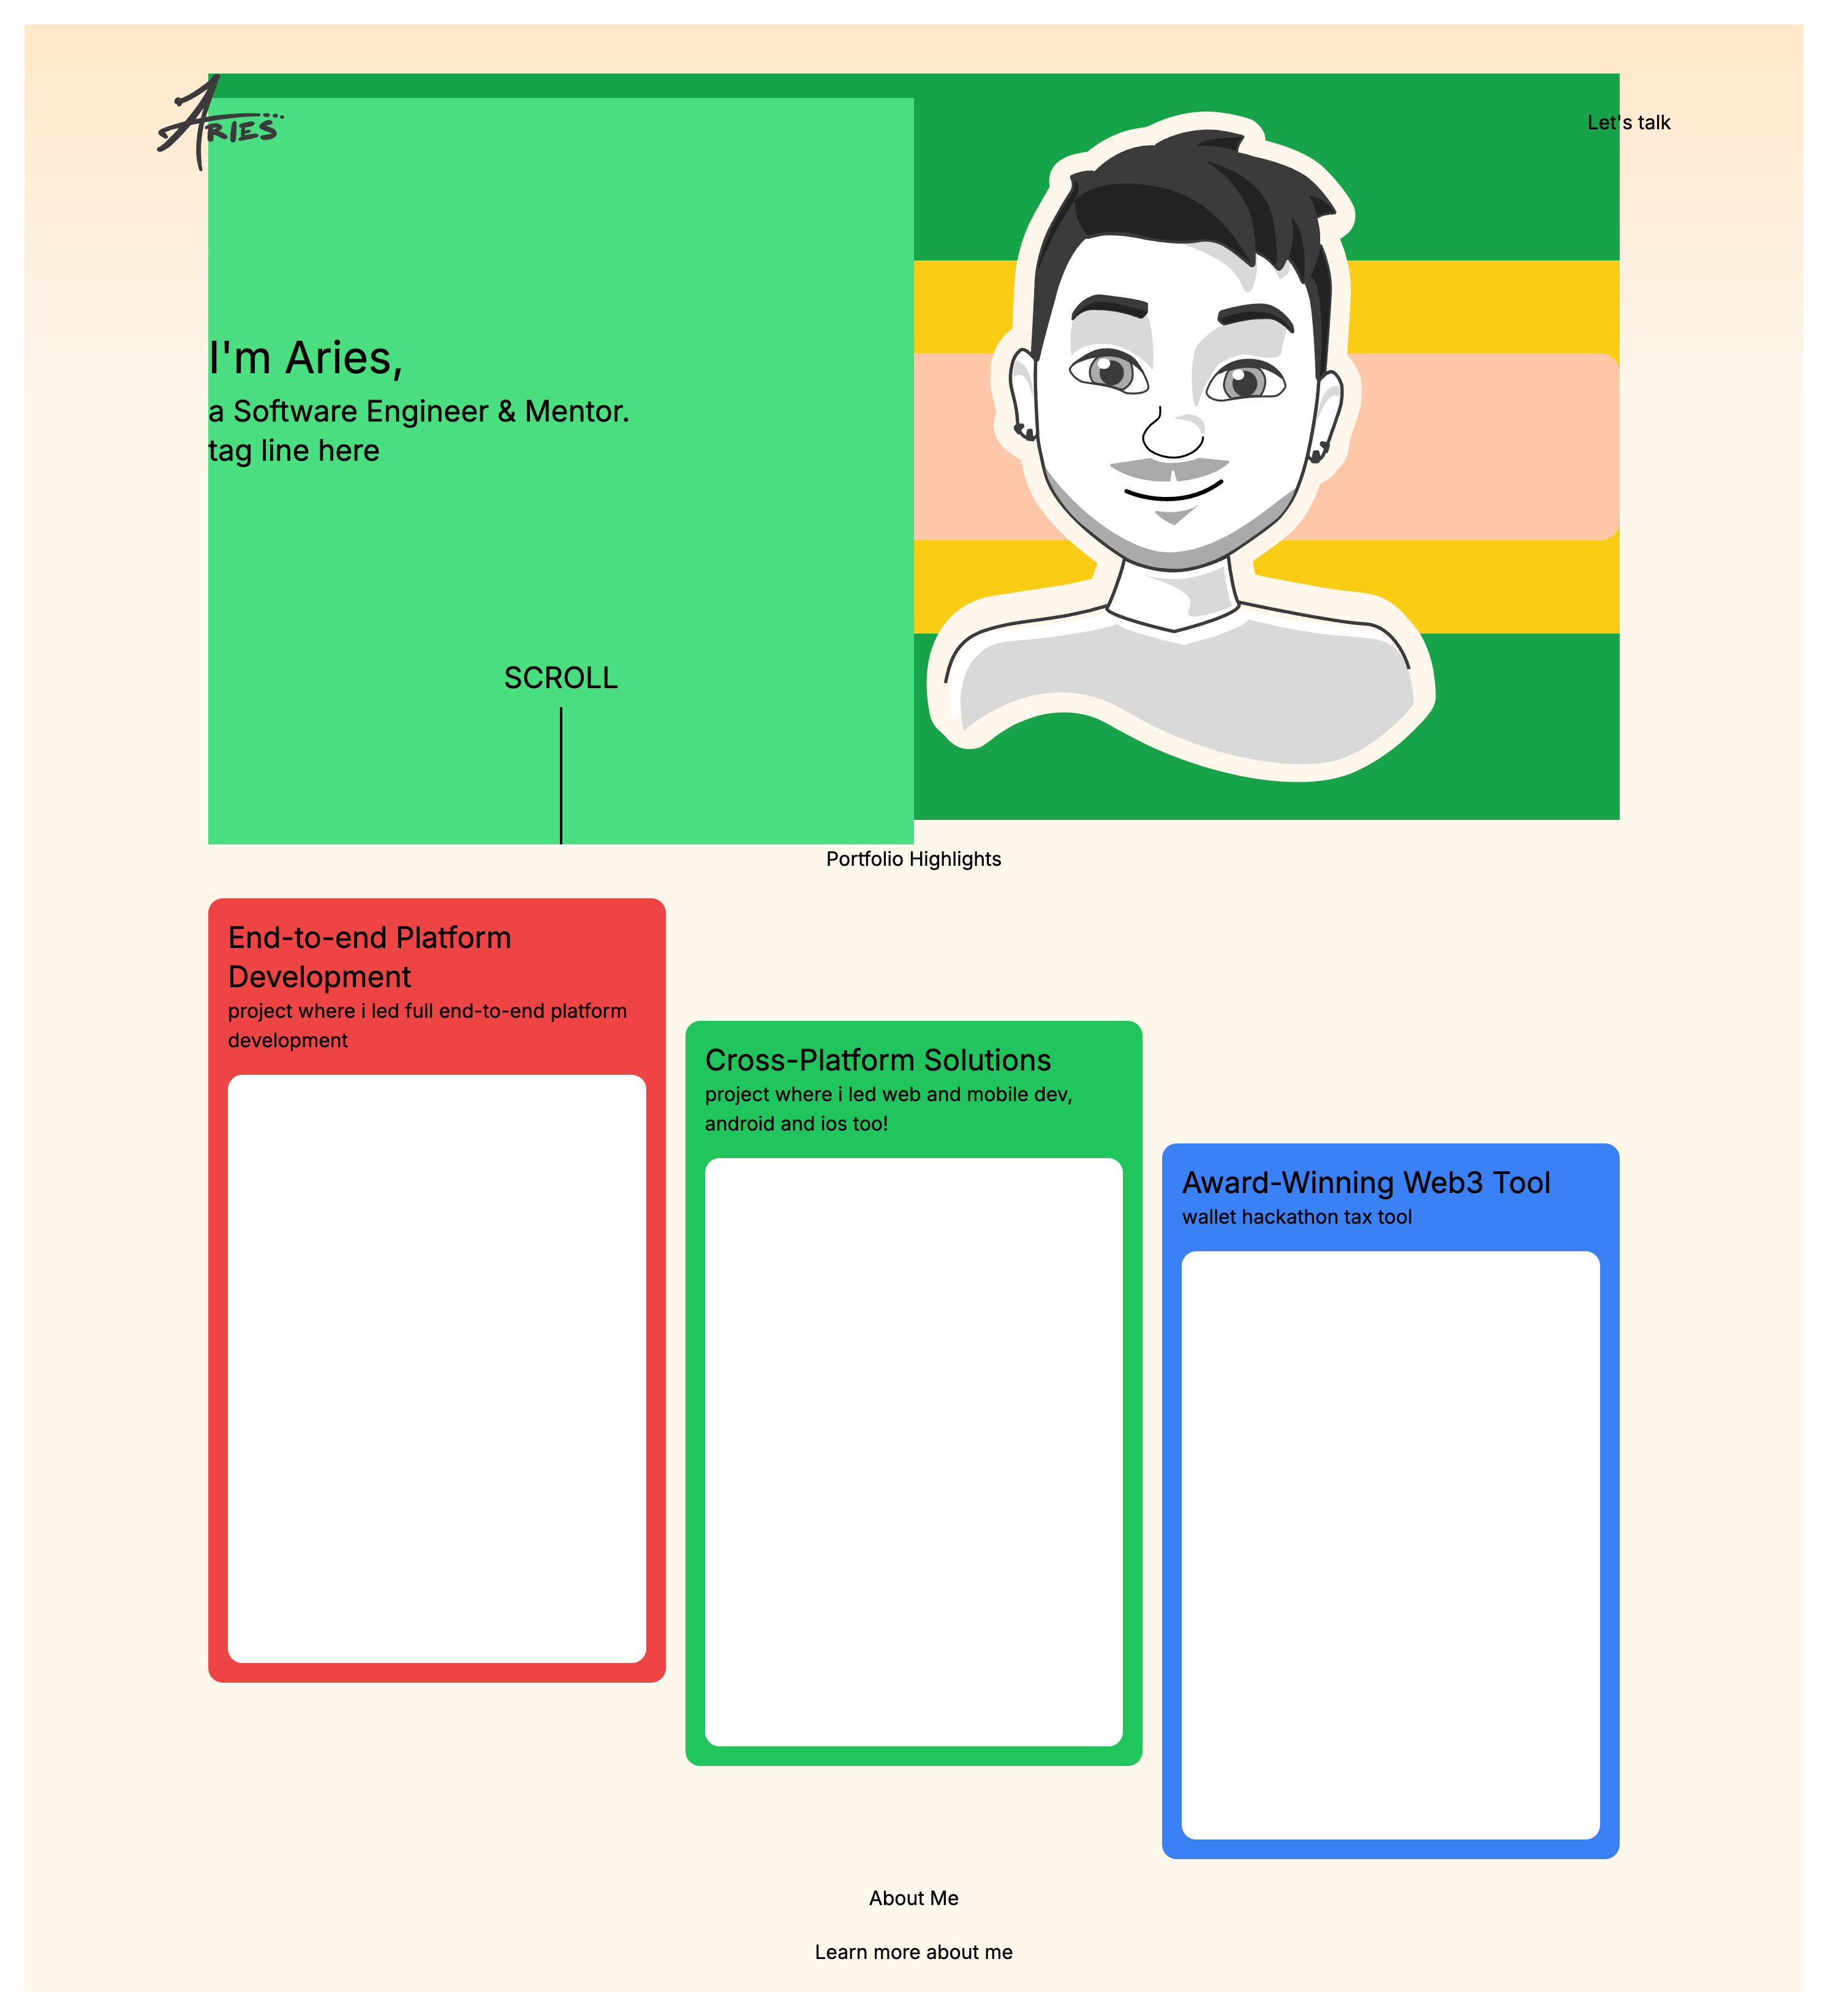 ARIES
Let's talk
I'm Aries,
a Software Engineer & Mentor.
tag line here
SCROLL
Portfolio Highlights
End-to-end Platform
Development
project where i led full end-to-end platform
development
Cross-Platform Solutions
project where i led web and mobile dev,
android and ios too!
Award-Winning Web3 Tool
wallet hackathon tax tool
About Me
Learn more about me